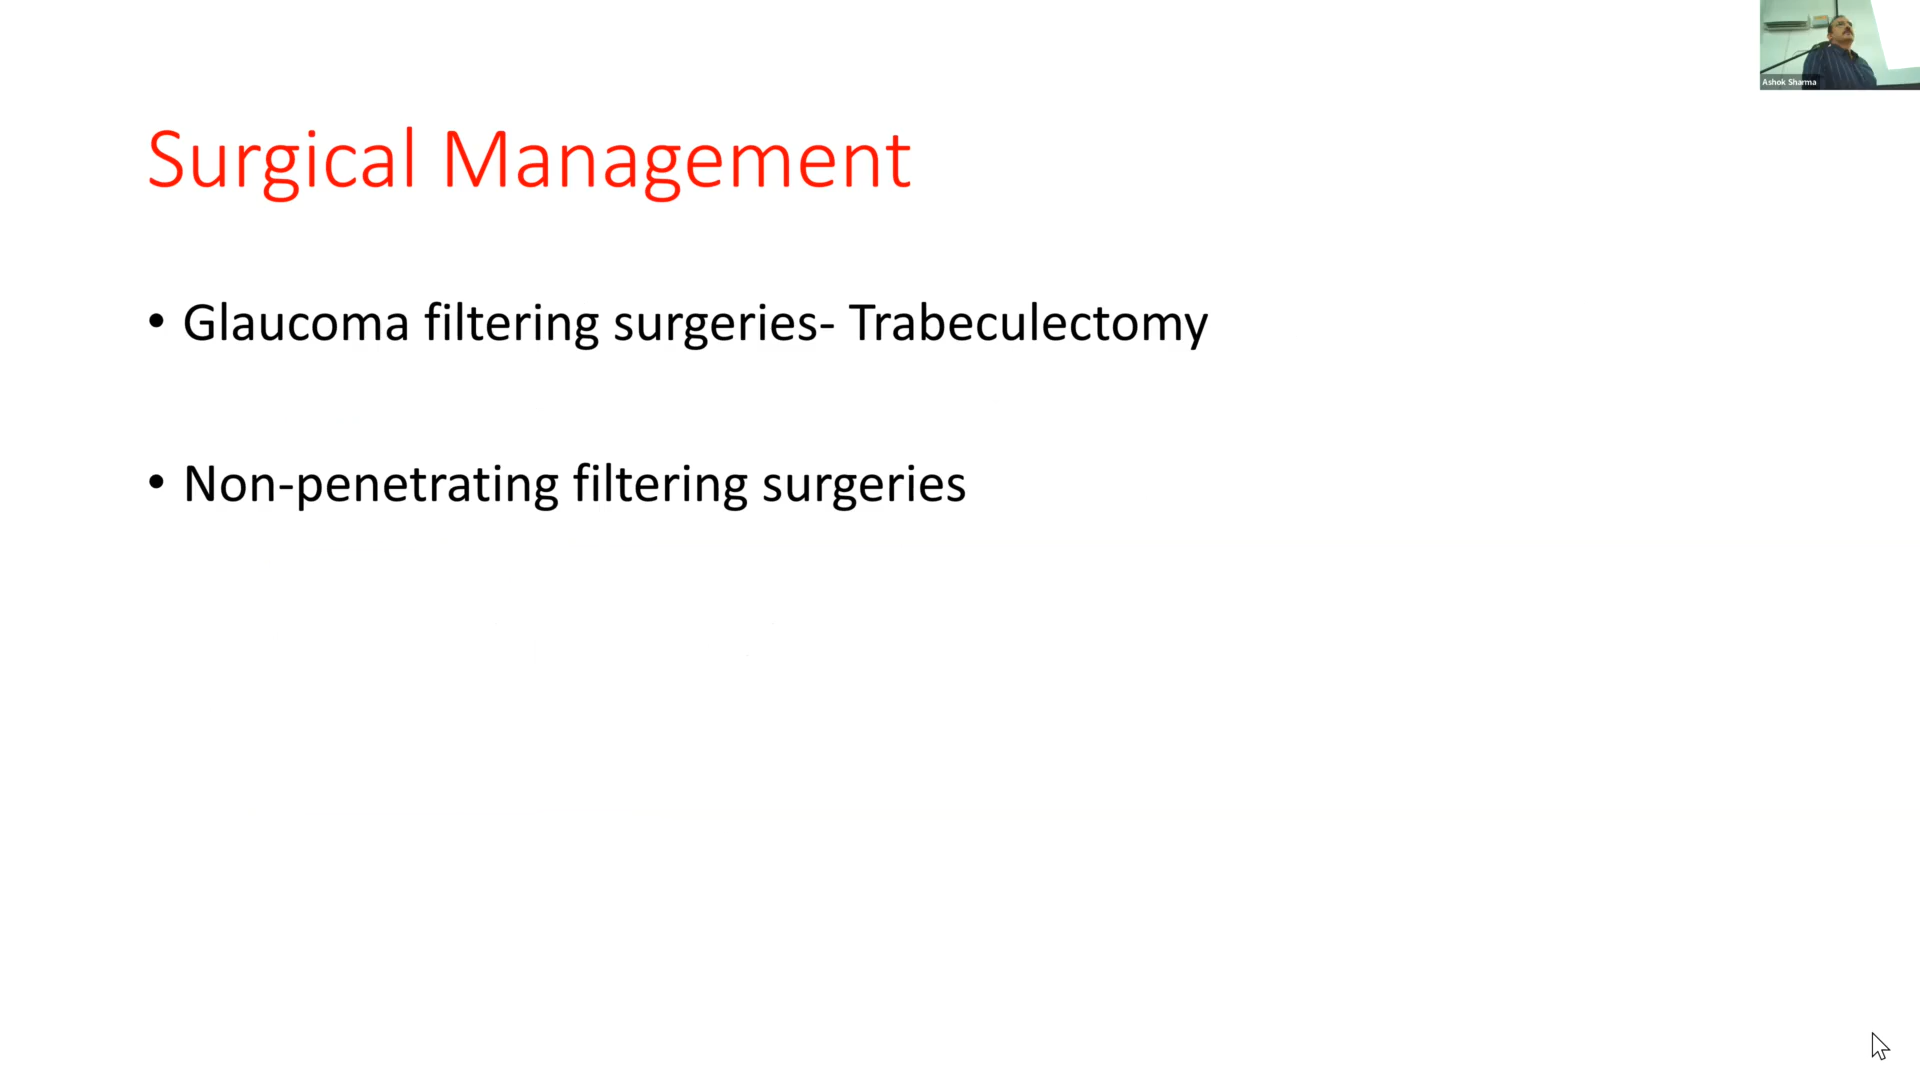 Ashok Sharma
Surgical Management
• Glaucoma filtering surgeries- Trabeculectomy
• Non-penetrating filtering surgeries